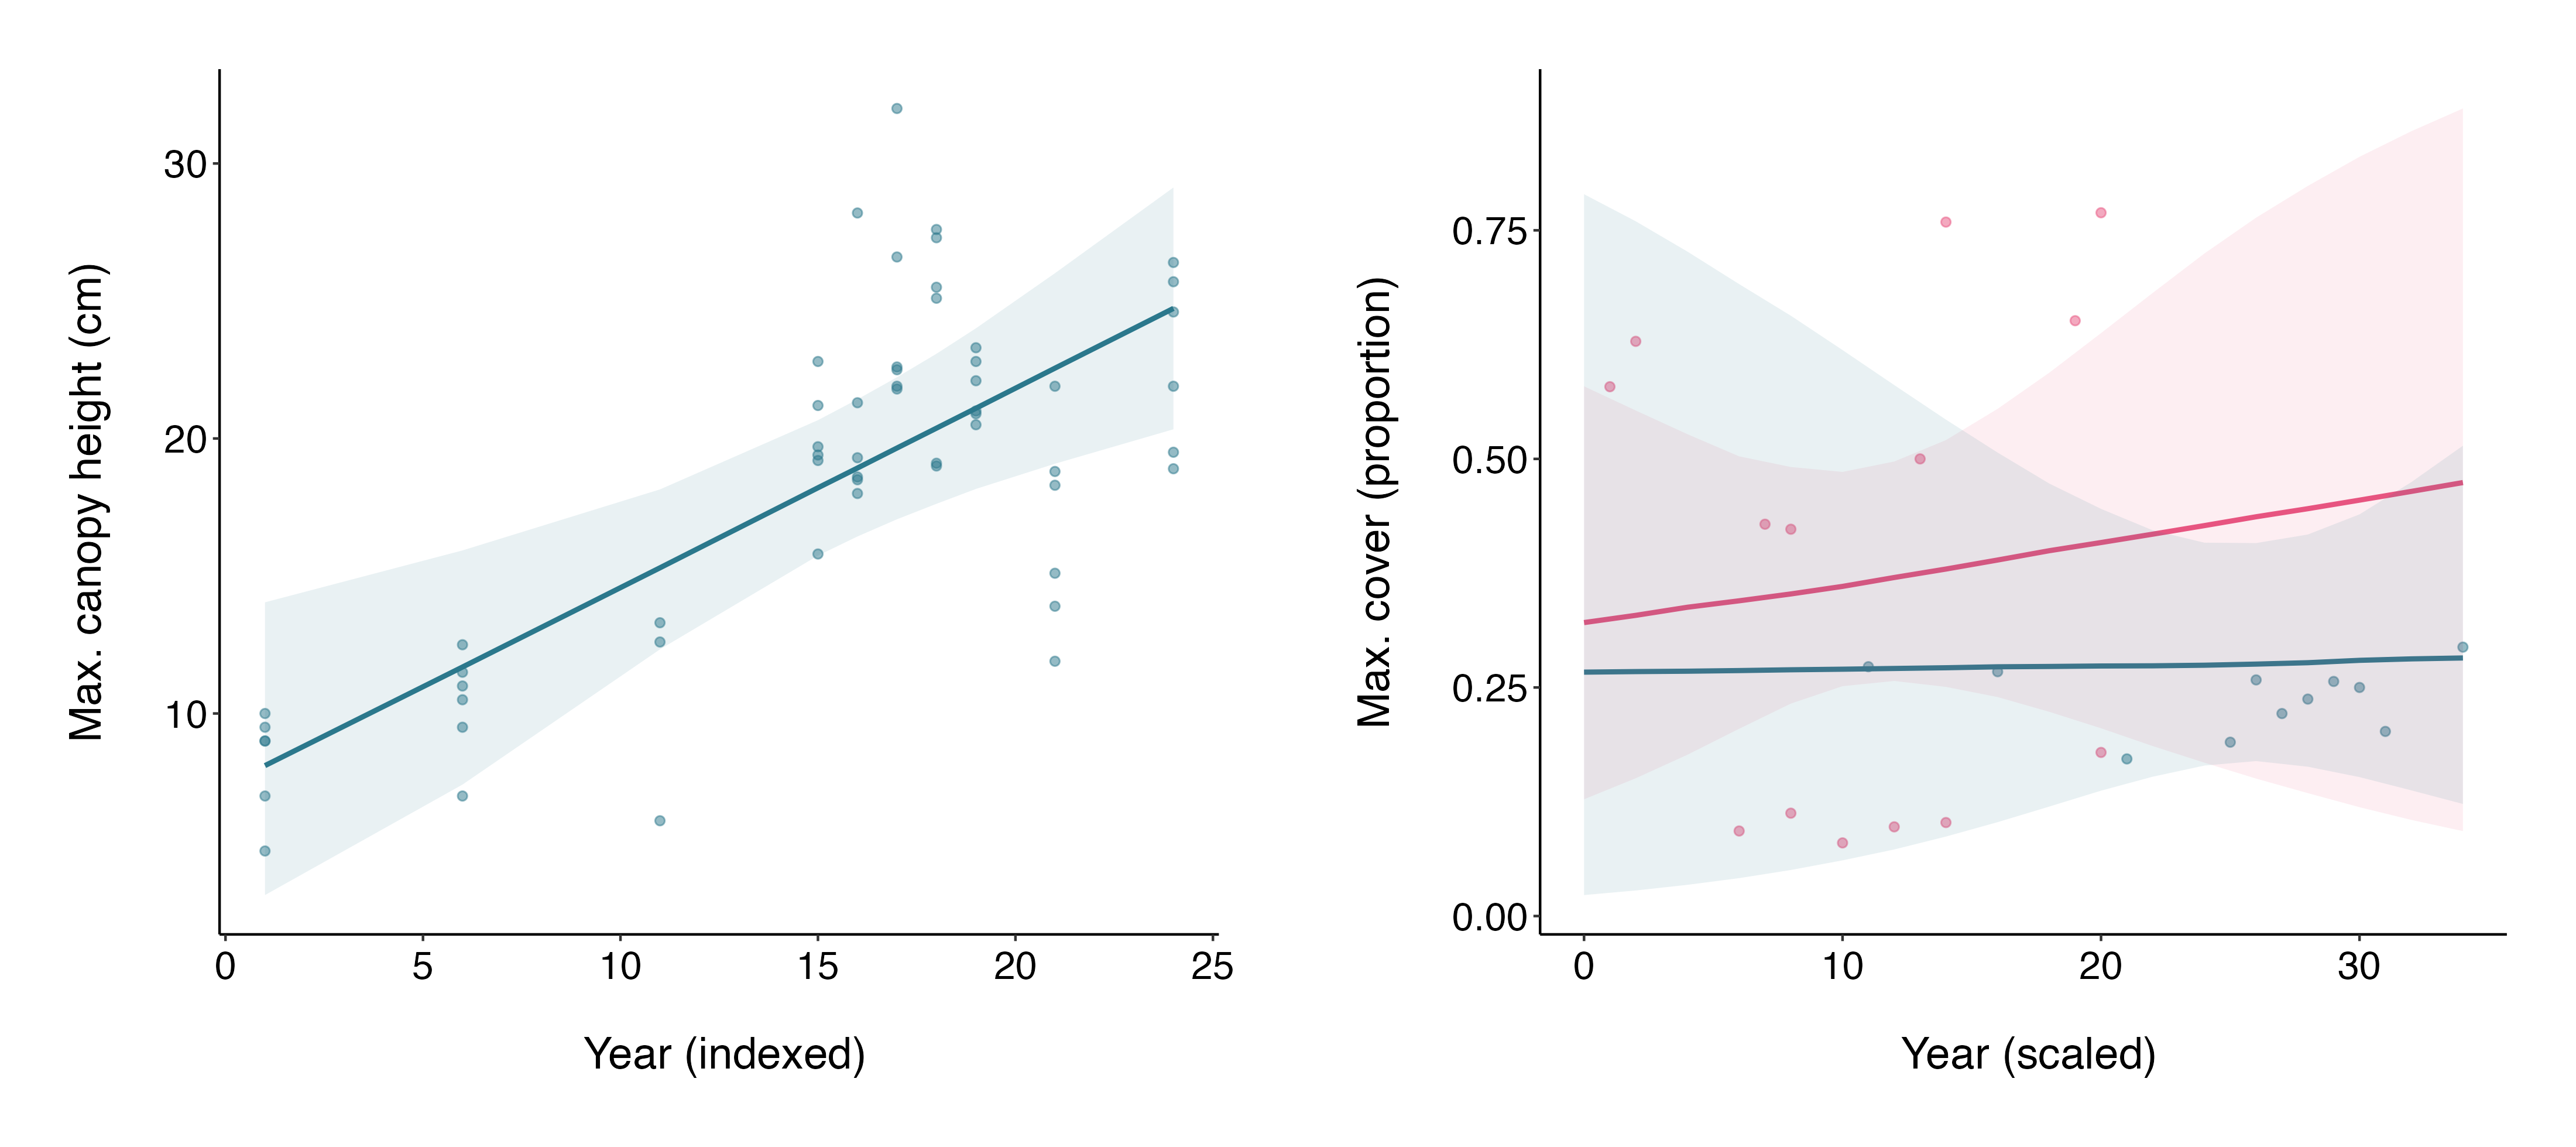 Max. canopy height (cm)
30
20
10
0 5 10 15 20 25
Year (indexed)
Max. cover (proportion)
0.75
0.50
0.25
0.00
0 10 20 30
Year (scaled)